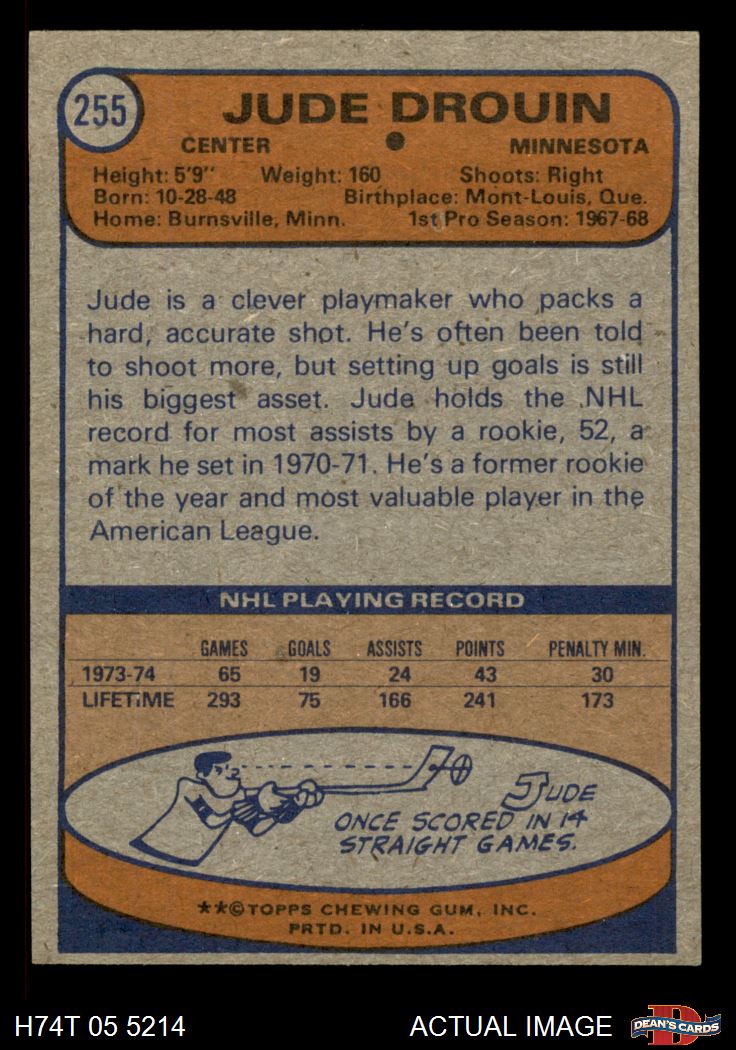 255
JUDE DROUIN
CENTER ● MINNESOTA
Height: 5'9" Weight: 160 Shoots: Right
Born: 10-28-48 Birthplace: Mont-Louis, Que.
Home: Burnsville, Minn. 1st Pro Season: 1967-68
Jude is a clever playmaker who packs a
hard, accurate shot. He's often been told
to shoot more, but setting up goals is still
his biggest asset. Jude holds the NHL
record for most assists by a rookie, 52, a
mark he set in 1970-71. He's a former rookie
of the year and most valuable player in the
American League.
NHL PLAYING RECORD
GAMES GOALS ASSISTS POINTS PENALTY MIN.
1973-74 65 19 24 43 30
LIFETIME 293 75 166 241 173
JUDE
ONCE SCORED IN 14
STRAIGHT GAMES.
**©TOPPS CHEWING GUM, INC.
PRTD. IN U.S.A.
H74T 05 5214 ACTUAL IMAGE D DEAN'S CARDS